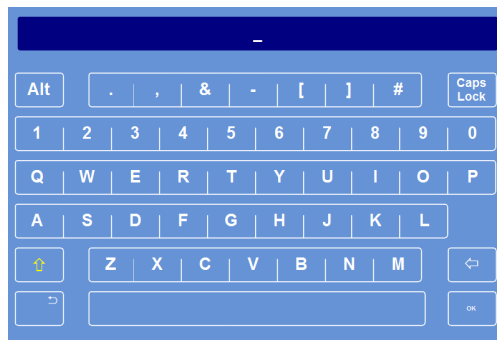 _
Alt . , & - [ ] # Caps Lock
1 2 3 4 5 6 7 8 9 0
Q W E R T Y U I O P
A S D F G H J K L
Z X C V B N M
OK